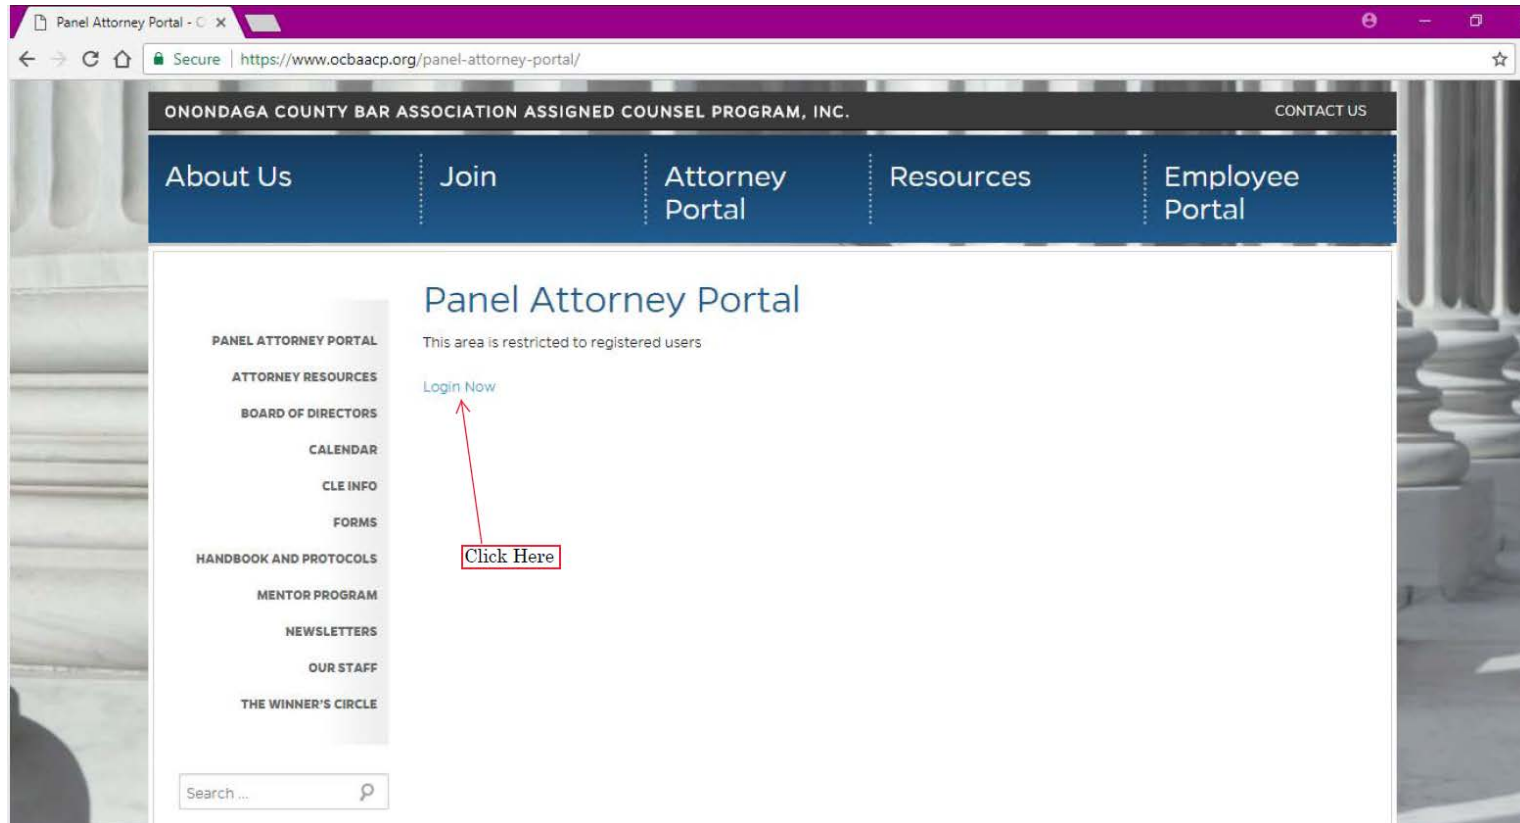 Panel Attorney Portal - O
Secure
https://www.ocbaacp.org/panel-attorney-portal/
ONONDAGA COUNTY BAR ASSOCIATION ASSIGNED COUNSEL PROGRAM, INC.
CONTACT US
About Us
Join
Attorney
Portal
Resources
Employee
Portal
Panel Attorney Portal
This area is restricted to registered users
Login Now
Click Here
PANEL ATTORNEY PORTAL
ATTORNEY RESOURCES
BOARD OF DIRECTORS
CALENDAR
CLE INFO
FORMS
HANDBOOK AND PROTOCOLS
MENTOR PROGRAM
NEWSLETTERS
OUR STAFF
THE WINNER'S CIRCLE
Search ...